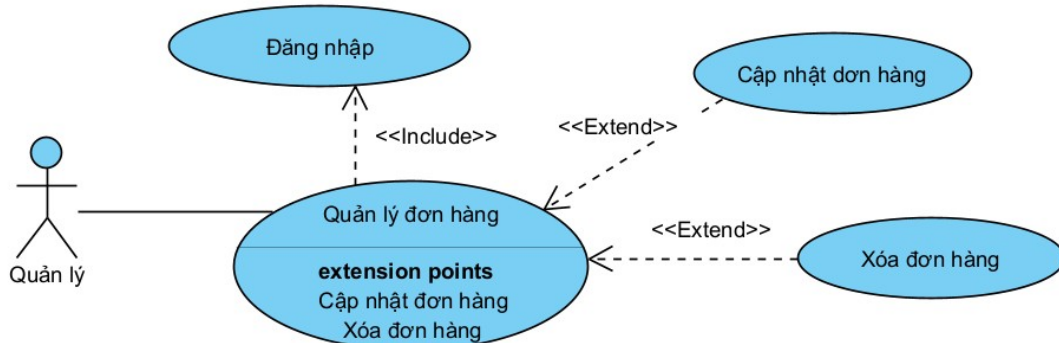 Đăng nhập
Cập nhật dơn hàng
<<Include>>
<<Extend>>
Quản lý đơn hàng
<<Extend>>
Xóa đơn hàng
Quản lý
extension points
Cập nhật đơn hàng
Xóa đơn hàng